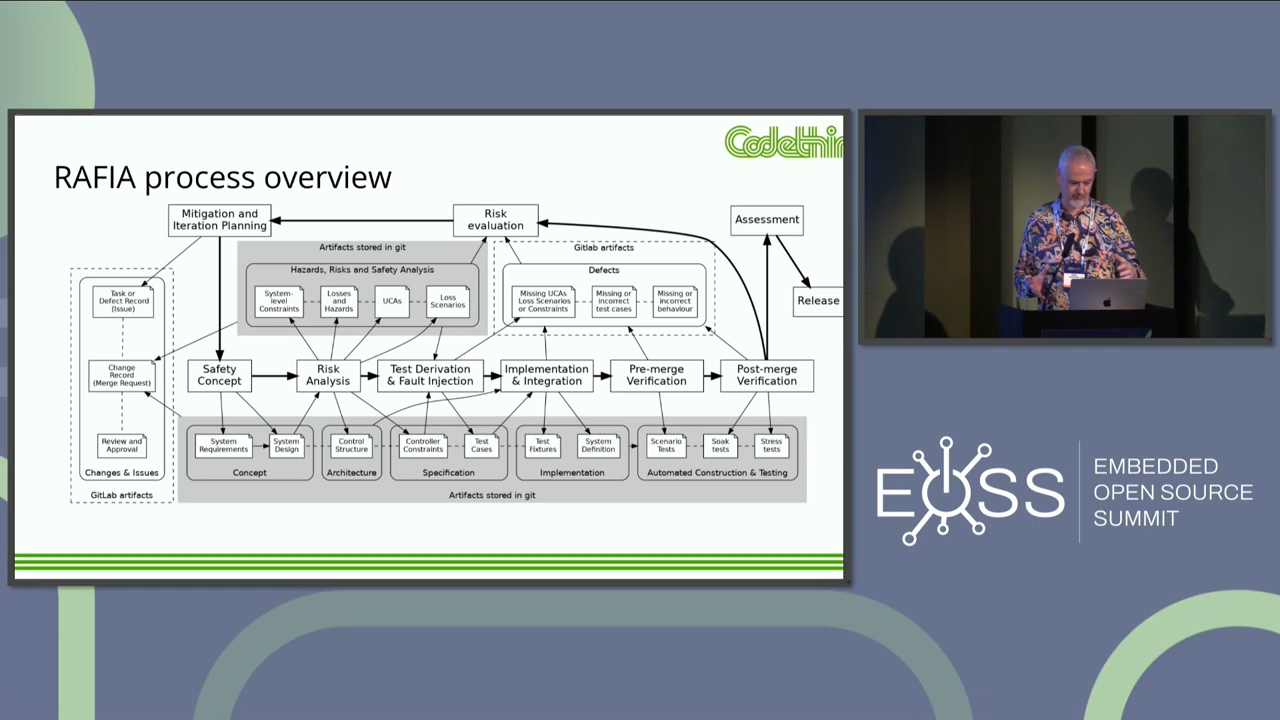 Codethin
RAFIA process overview
Mitigation and
Iteration Planning
Risk
evaluation
Assessment
Release
Artifacts stored in git
Hazards, Risks and Safety Analysis
System-
level
Constraints
Losses
and
Hazards
UCAs
Loss
Scenarios
Gitlab artifacts
Defects
Missing UCAs
Loss Scenarios
or Constraints
Missing or
incorrect
test cases
Missing or
incorrect
behaviour
Task or
Defect Record
(Issue)
Change
Record
(Merge Request)
Review and
Approval
Changes & Issues
GitLab artifacts
Safety
Concept
Risk
Analysis
Test Derivation
& Fault Injection
Implementation
& Integration
Pre-merge
Verification
Post-merge
Verification
System
Requirements
System
Design
Concept
Control
Structure
Architecture
Controller
Constraints
Test
Cases
Specification
Test
Fixtures
System
Definition
Implementation
Scenario
Tests
Soak
tests
Stress
tests
Automated Construction & Testing
Artifacts stored in git
EOSS
EMBEDDED
OPEN SOURCE
SUMMIT